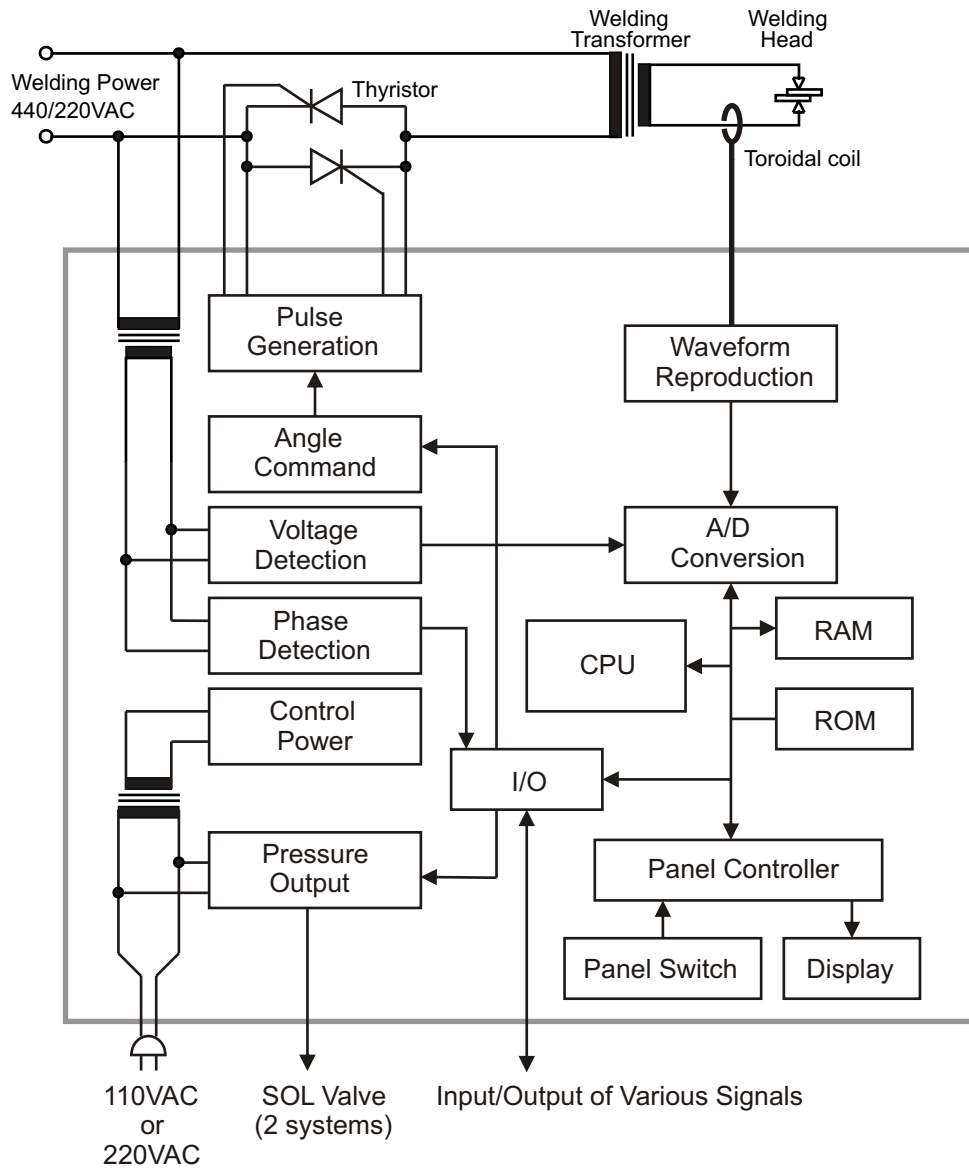 Welding
Transformer
Welding
Head
Welding Power
440/220VAC
Thyristor
Toroidal coil
Pulse
Generation
Waveform
Reproduction
Angle
Command
Voltage
Detection
A/D
Conversion
Phase
Detection
CPU
RAM
Control
Power
ROM
I/O
Pressure
Output
Panel Controller
Panel Switch
Display
110VAC
or
220VAC
SOL Valve
(2 systems)
Input/Output of Various Signals